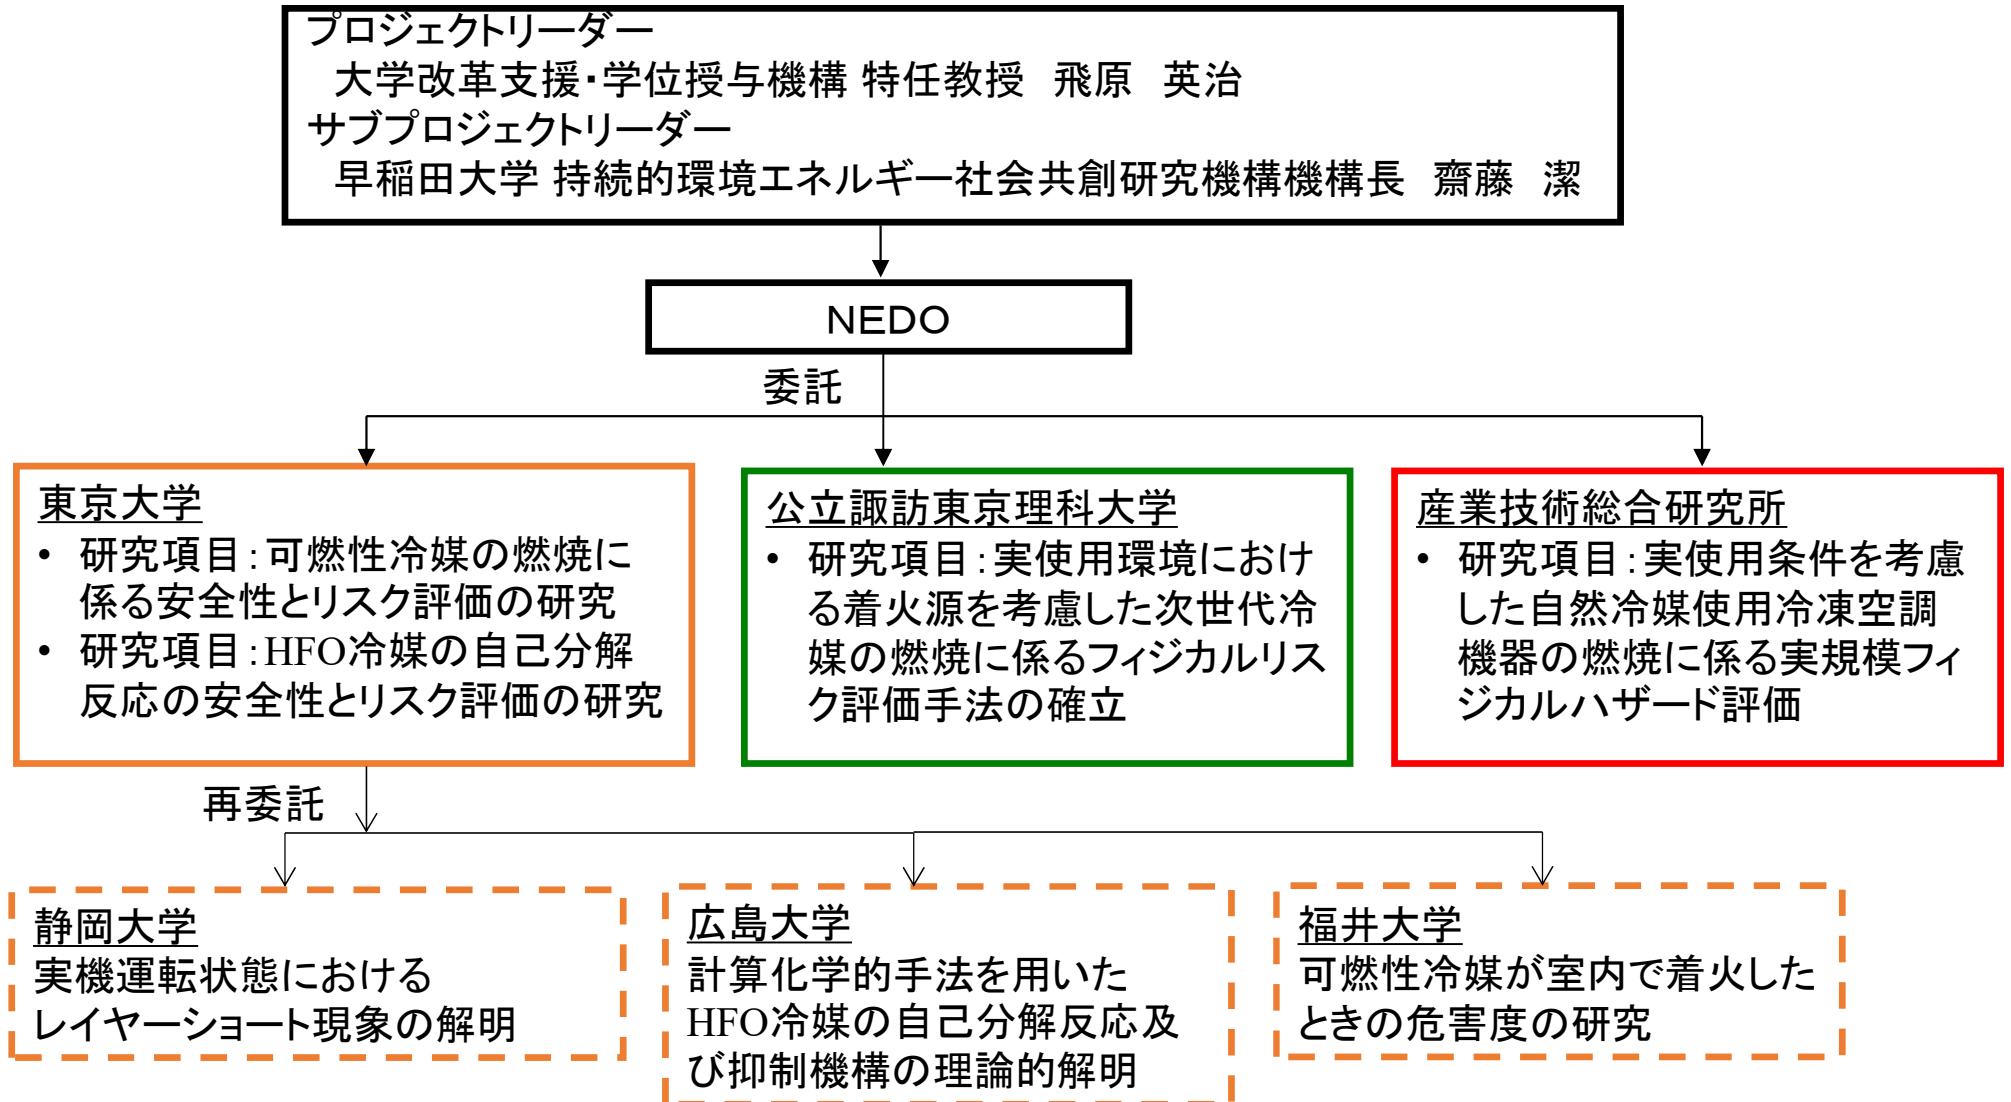 プロジェクトリーダー
大学改革支援・学位授与機構 特任教授　飛原　英治
サブプロジェクトリーダー
早稲田大学 持続的環境エネルギー社会共創研究機構機構長　齋藤　潔
NEDO
委託
東京大学
• 研究項目：可燃性冷媒の燃焼に
係る安全性とリスク評価の研究
• 研究項目：HFO冷媒の自己分解
反応の安全性とリスク評価の研究
公立諏訪東京理科大学
• 研究項目：実使用環境におけ
る着火源を考慮した次世代冷
媒の燃焼に係るフィジカルリス
ク評価手法の確立
産業技術総合研究所
• 研究項目：実使用条件を考慮
した自然冷媒使用冷凍空調
機器の燃焼に係る実規模フィ
ジカルハザード評価
再委託
静岡大学
実機運転状態における
レイヤーショート現象の解明
広島大学
計算化学的手法を用いた
HFO冷媒の自己分解反応及
び抑制機構の理論的解明
福井大学
可燃性冷媒が室内で着火した
ときの危害度の研究